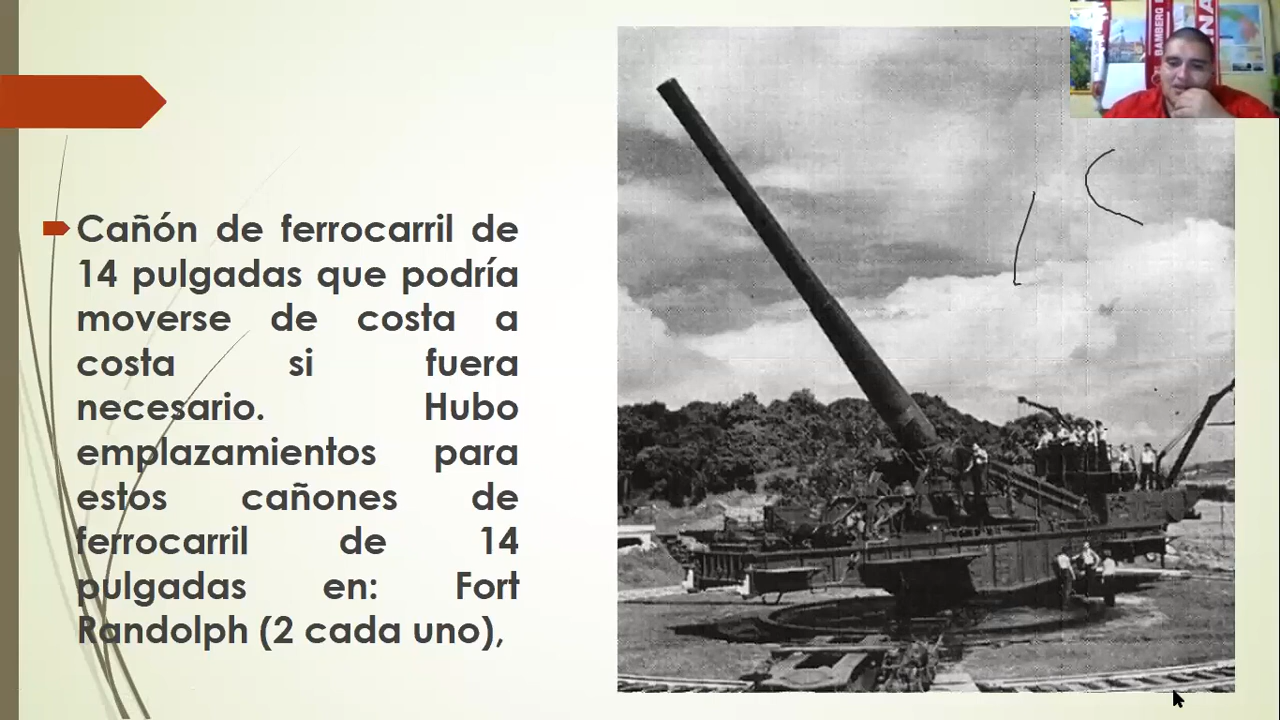 Cañón de ferrocarril de
14 pulgadas que podría
moverse de costa a
costa si fuera
necesario. Hubo
emplazamientos para
estos cañones de
ferrocarril de 14
pulgadas en: Fort
Randolph (2 cada uno),
BAMBERG